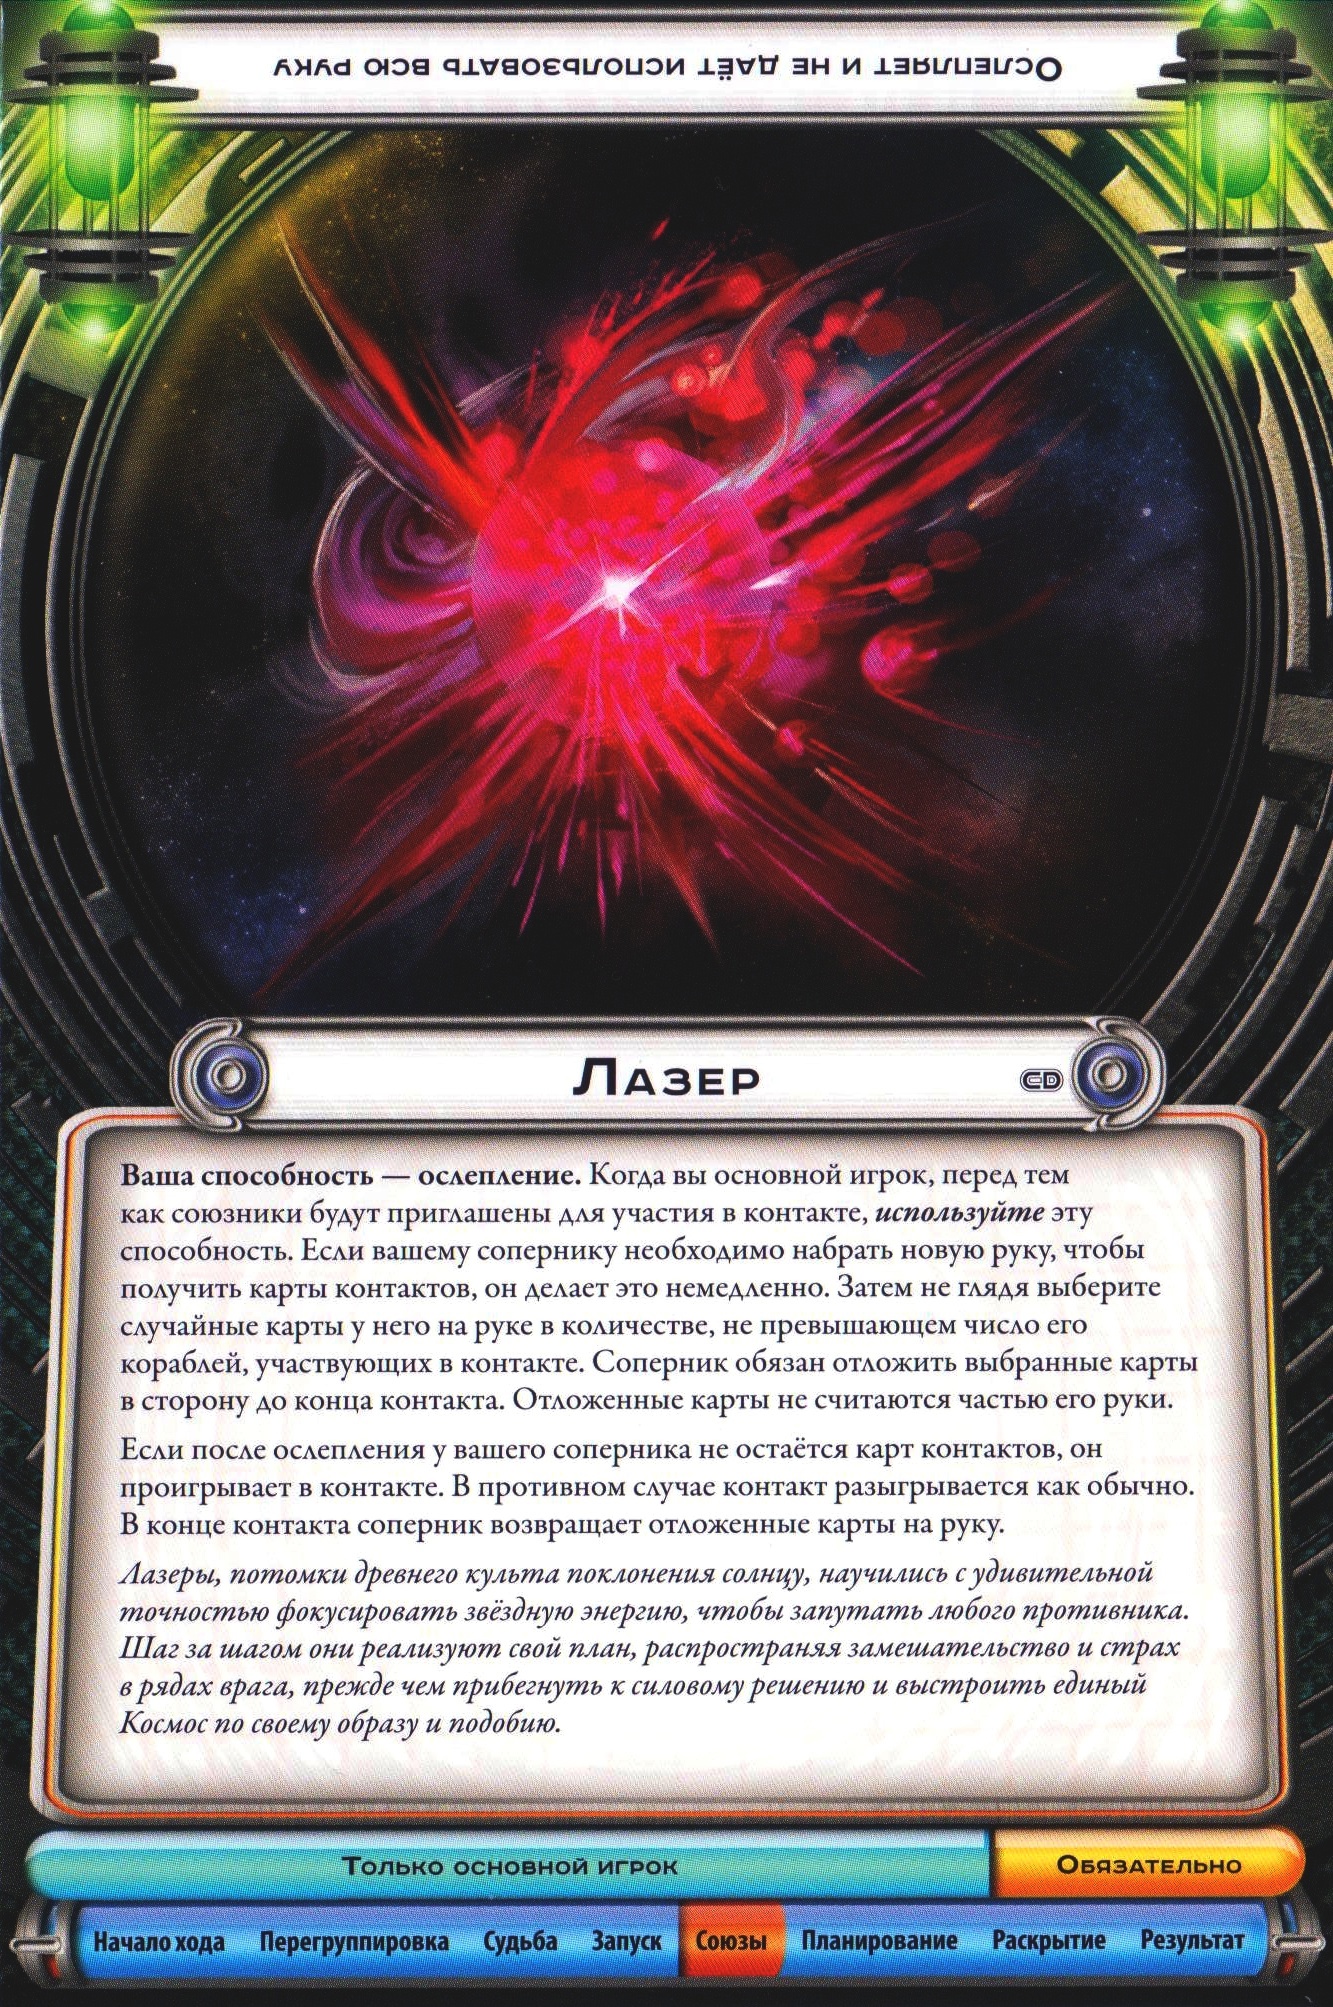 Ослепляет и не даёт использовать всю руку
Лазер
Ваша способность — ослепление. Когда вы основной игрок, перед тем
как союзники будут приглашены для участия в контакте, используйте эту
способность. Если вашему сопернику необходимо набрать новую руку, чтобы
получить карты контактов, он делает это немедленно. Затем не глядя выберите
случайные карты у него на руке в количестве, не превышающем число его
кораблей, участвующих в контакте. Соперник обязан отложить выбранные карты
в сторону до конца контакта. Отложенные карты не считаются частью его руки.
Если после ослепления у вашего соперника не остаётся карт контактов, он
проигрывает в контакте. В противном случае контакт разыгрывается как обычно.
В конце контакта соперник возвращает отложенные карты на руку.
Лазеры, потомки древнего культа поклонения солнцу, научились с удивительной
точностью фокусировать звёздную энергию, чтобы запутать любого противника.
Шаг за шагом они реализуют свой план, распространяя замешательство и страх
в рядах врага, прежде чем прибегнуть к силовому решению и выстроить единый
Космос по своему образу и подобию.
Только основной игрок Обязательно
Начало хода Перегруппировка Судьба Запуск Союзы Планирование Раскрытие Результат